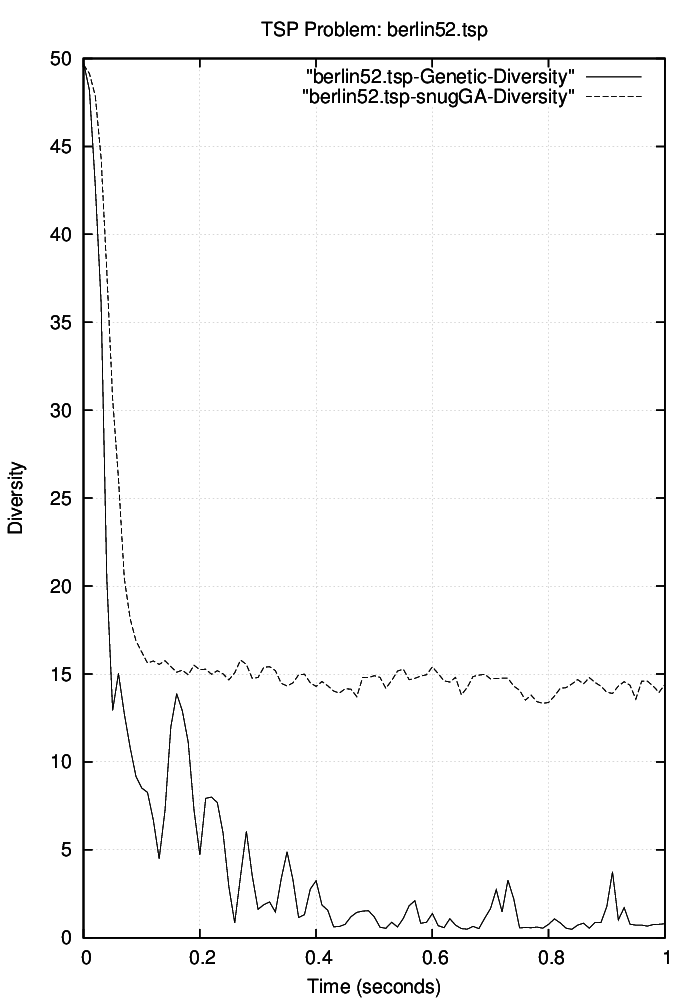 TSP Problem: berlin52.tsp
"berlin52.tsp-Genetic-Diversity"
"berlin52.tsp-snugGA-Diversity"
50
45
40
35
30
25
20
15
10
5
0
Diversity
0 0.2 0.4 0.6 0.8 1
Time (seconds)